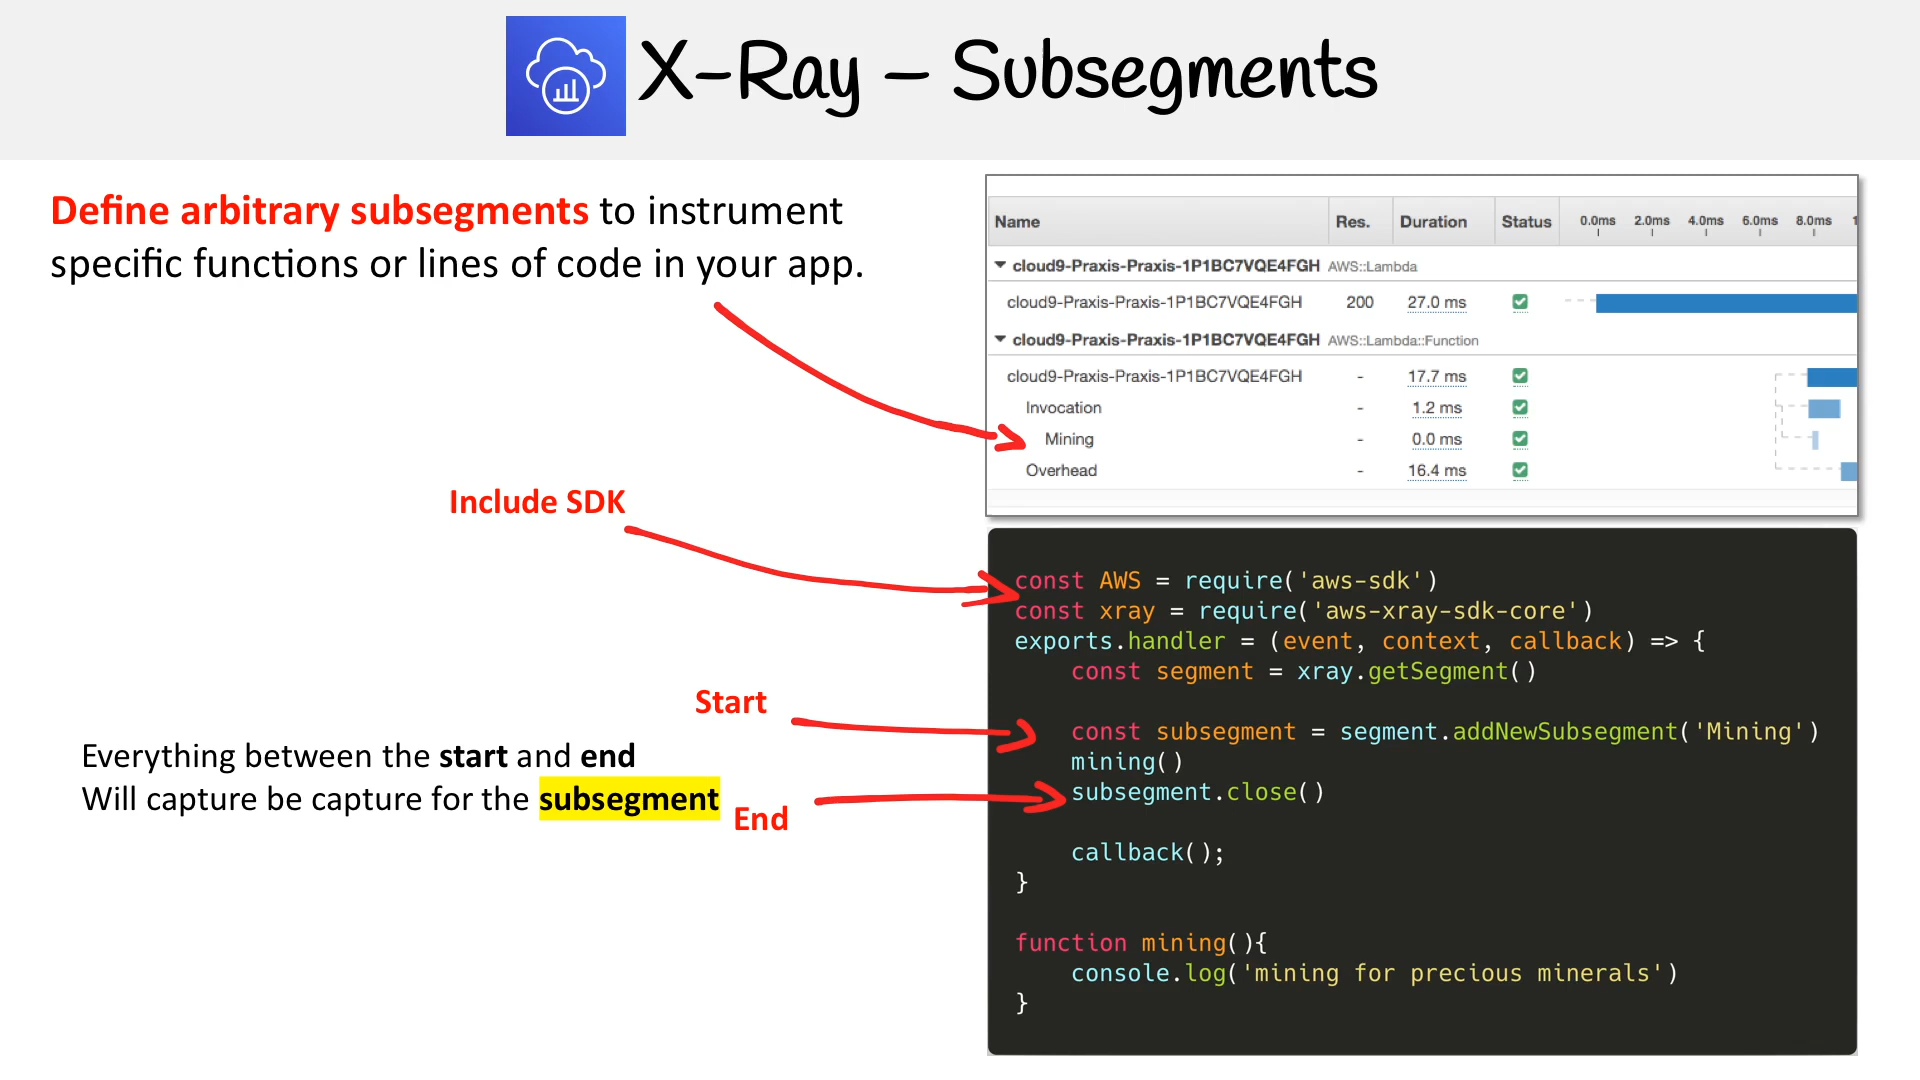 X-Ray – Subsegments
Define arbitrary subsegments to instrument
specific functions or lines of code in your app.
Name Res. Duration Status 0.0ms 2.0ms 4.0ms 6.0ms 8.0ms 1
cloud9-Praxis-Praxis-1P1BC7VQE4FGH AWS::Lambda
cloud9-Praxis-Praxis-1P1BC7VQE4FGH 200 27.0 ms
cloud9-Praxis-Praxis-1P1BC7VQE4FGH AWS::Lambda::Function
cloud9-Praxis-Praxis-1P1BC7VQE4FGH - 17.7 ms
Invocation - 1.2 ms
Mining - 0.0 ms
Overhead - 16.4 ms
Include SDK
Start
Everything between the start and end
Will capture be capture for the subsegment
End
const AWS = require('aws-sdk')
const xray = require('aws-xray-sdk-core')
exports.handler = (event, context, callback) => {
    const segment = xray.getSegment()
    const subsegment = segment.addNewSubsegment('Mining')
    mining()
    subsegment.close()
    callback();
}
function mining(){
    console.log('mining for precious minerals')
}